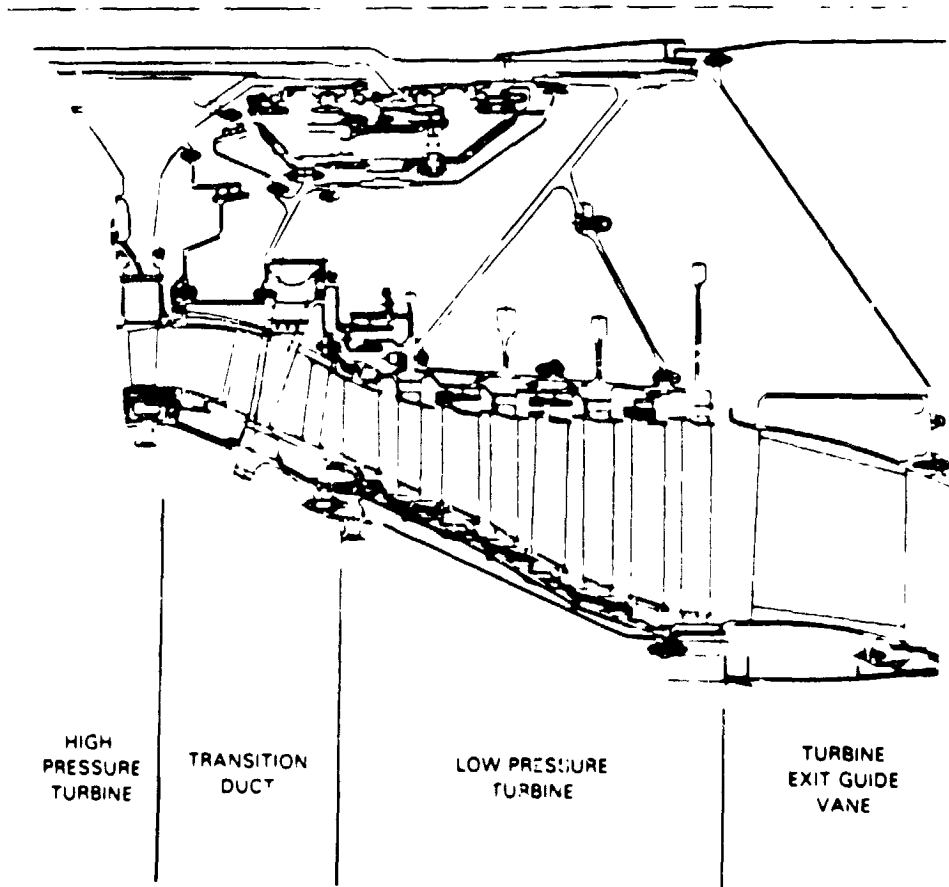 HIGH
PRESSURE
TURBINE
TRANSITION
DUCT
LOW PRESSURE
TURBINE
TURBINE
EXIT GUIDE
VANE